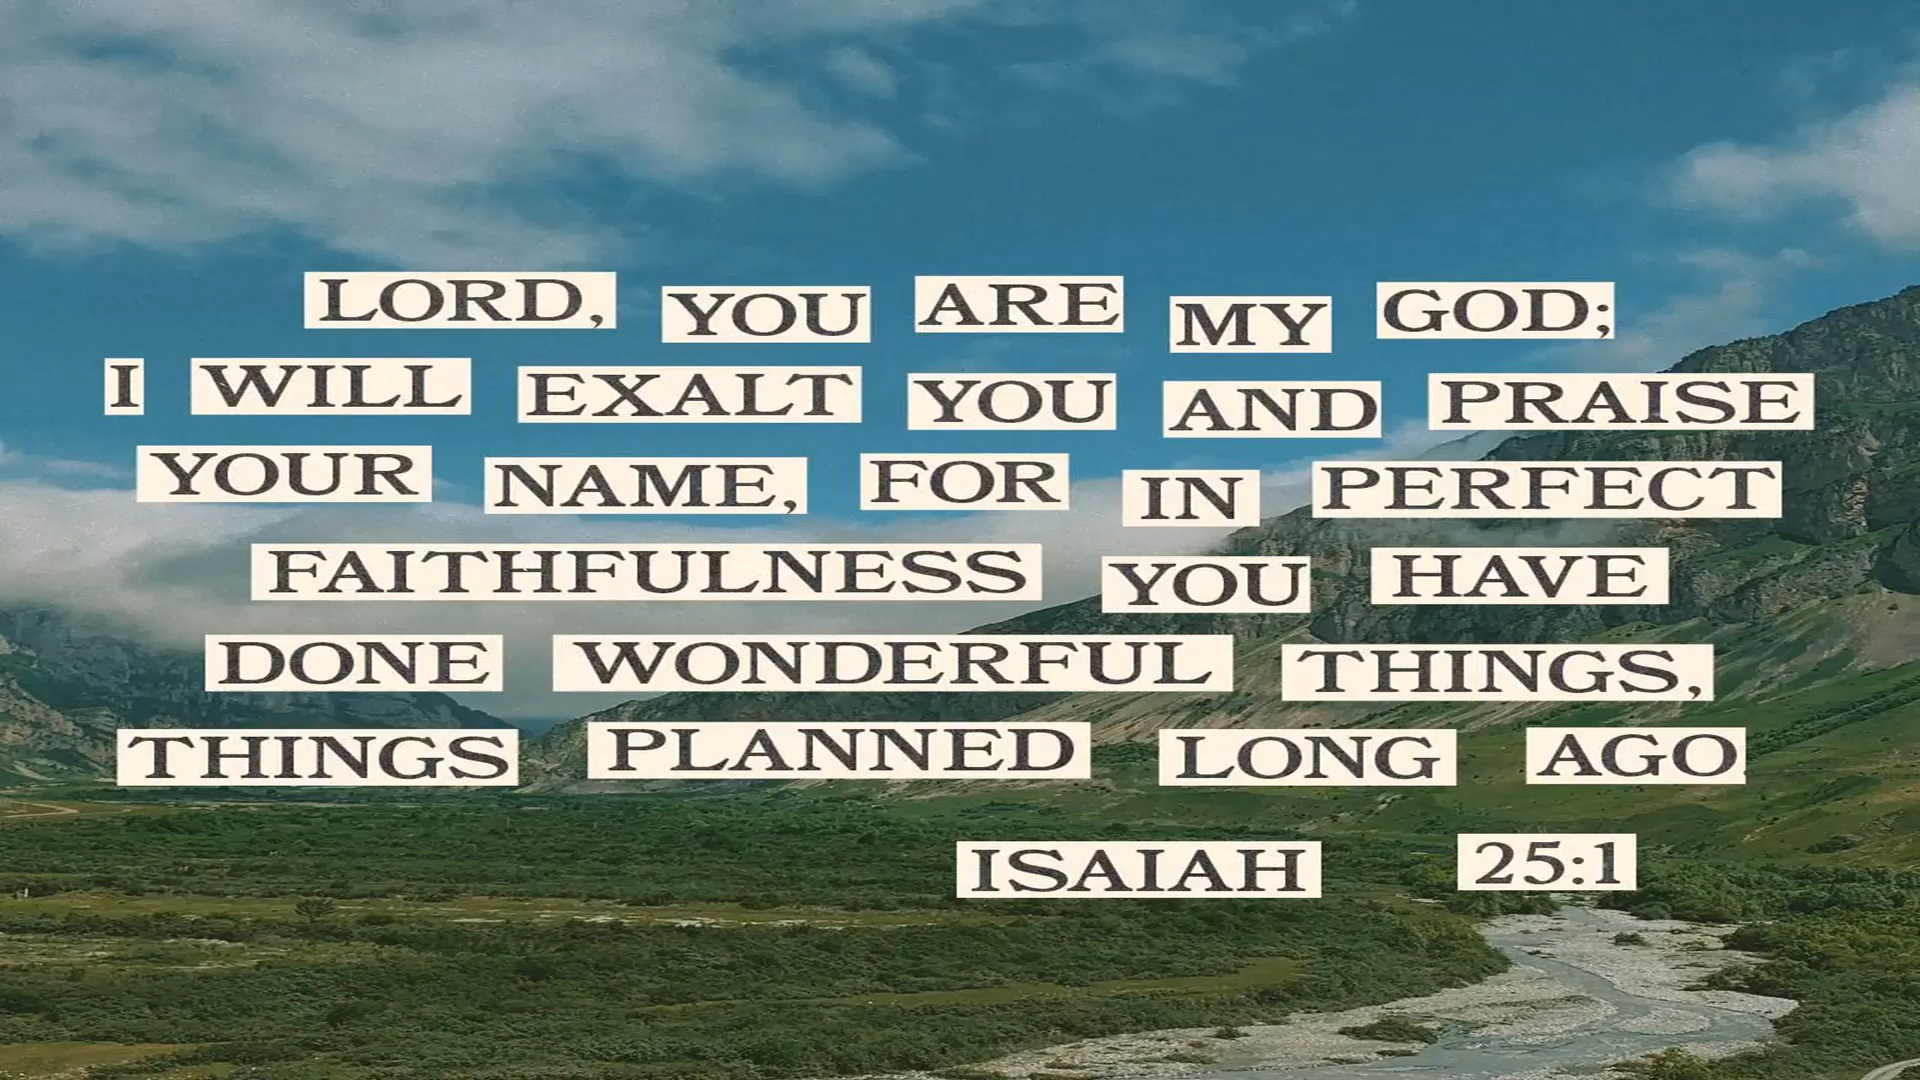 LORD, YOU ARE MY GOD;
I WILL EXALT YOU AND PRAISE
YOUR NAME, FOR IN PERFECT
FAITHFULNESS YOU HAVE
DONE WONDERFUL THINGS,
THINGS PLANNED LONG AGO
ISAIAH 25:1